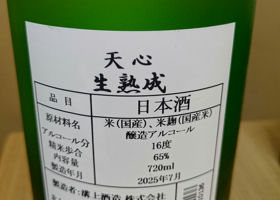 天心
生熟成
品目 日本酒
原材料名 米(国産)、米麹(国産米)
醸造アルコール
アルコール分 16度
精米歩合 65%
内容量 720ml
製造年月 2025年7月
製造者:溝上酒造株式会社